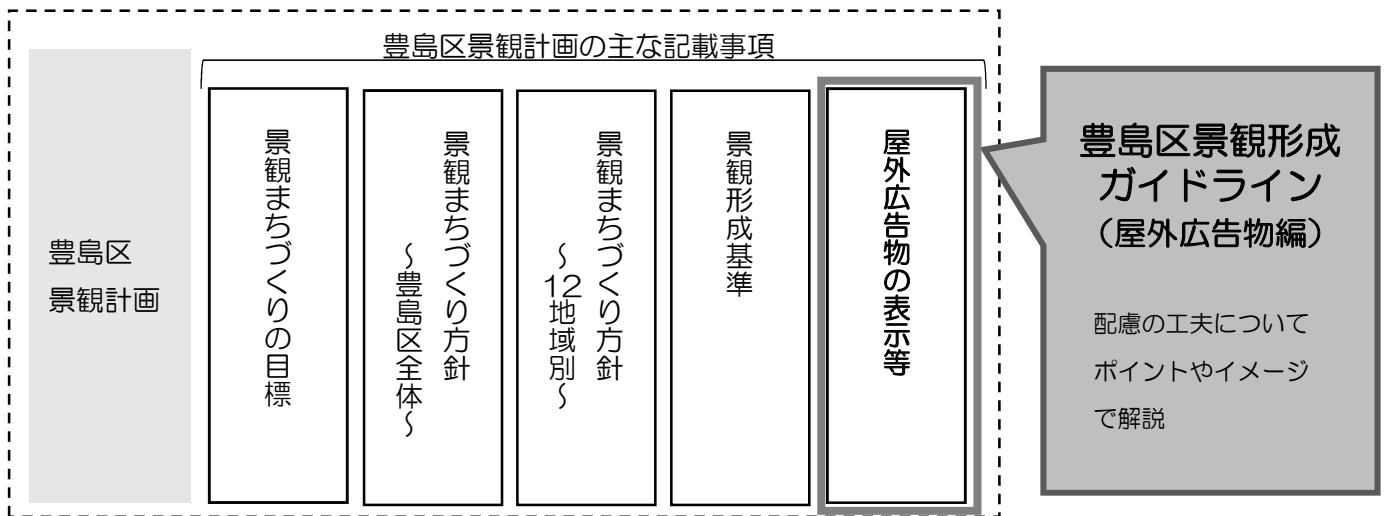 豊島区景観計画の主な記載事項
豊島区
景観計画
景観まちづくりの目標
景観まちづくり方針
~豊島区全体~
景観まちづくり方針
~12地域別~
景観形成基準
屋外広告物の表示等
豊島区景観形成
ガイドライン
(屋外広告物編)
配慮の工夫について
ポイントやイメージ
で解説